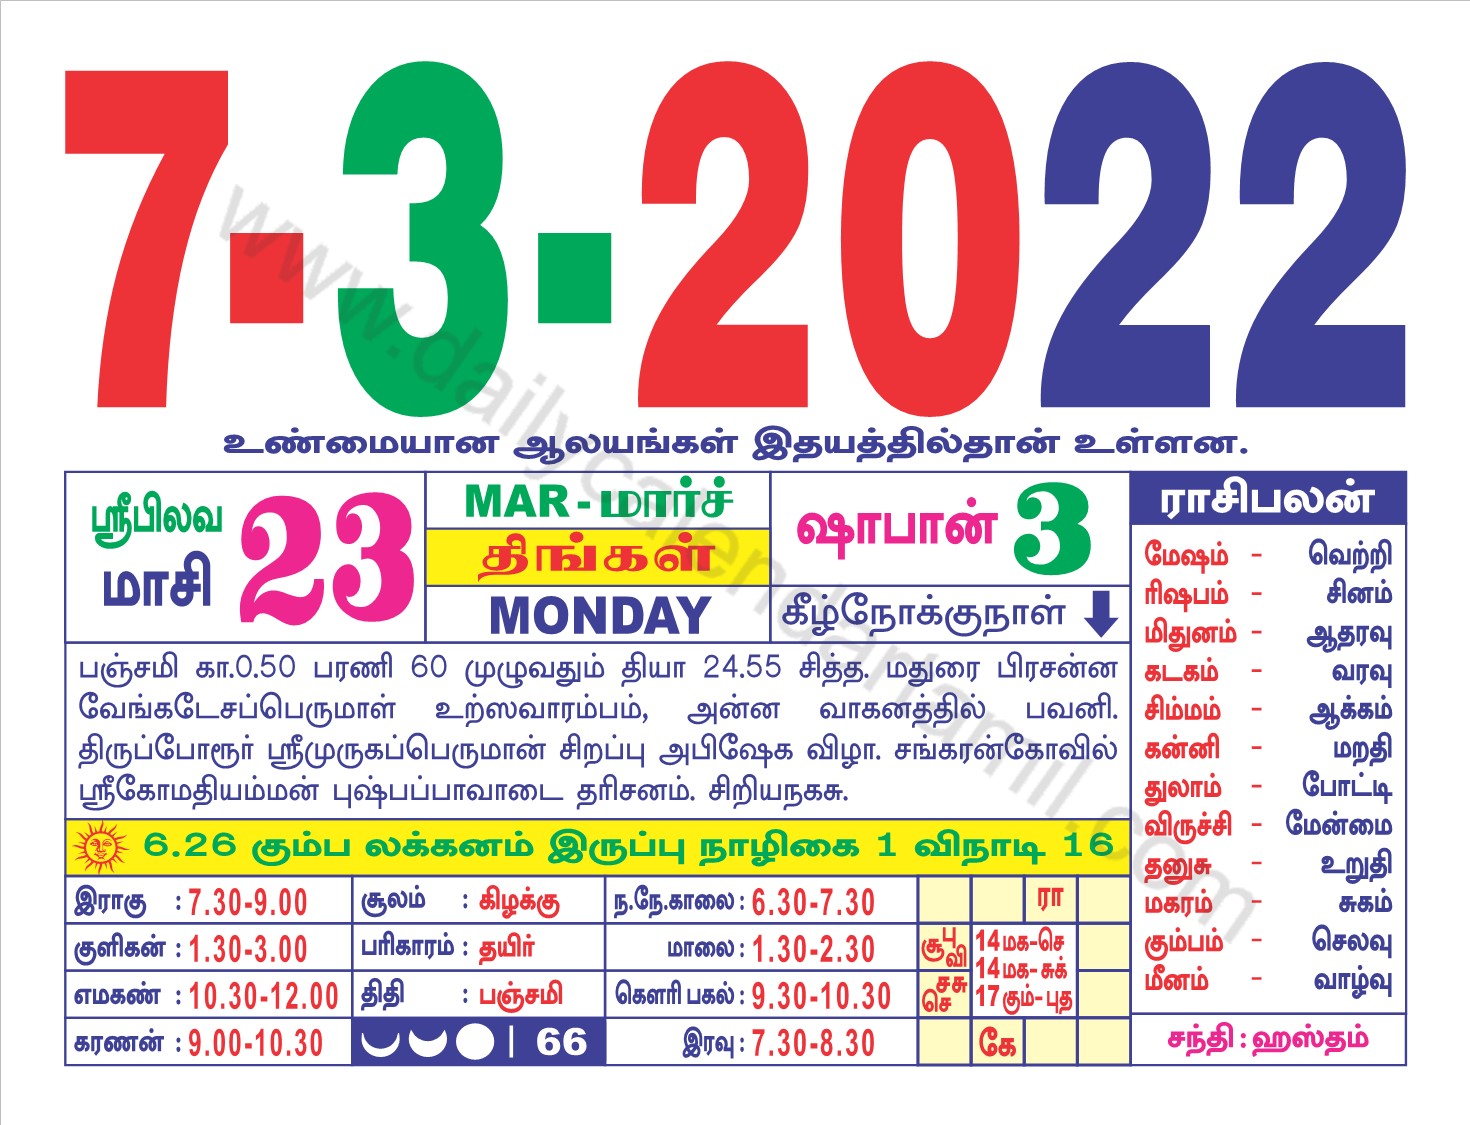 7-3-2022
உண்மையான ஆலயங்கள் இதயத்தில்தான் உள்ளன.
ஸ்ரீபிலவ
மாசி 23
MAR - மார்ச்
திங்கள்
MONDAY
ஷாபான் 3
கீழ்நோக்குநாள்
பஞ்சமி கா.0.50 பரணி 60 முழுவதும் தியா 24.55 சித்த. மதுரை பிரசன்ன
வேங்கடேசப்பெருமாள் உற்ஸவாரம்பம், அன்ன வாகனத்தில் பவனி.
திருப்போரூர் ஸ்ரீமுருகப்பெருமான் சிறப்பு அபிஷேக விழா. சங்கரன்கோவில்
ஸ்ரீகோமதியம்மன் புஷ்பப்பாவாடை தரிசனம். சிறியநகசு.
6.26 கும்ப லக்கனம் இருப்பு நாழிகை 1 விநாடி 16
இராகு : 7.30-9.00
குளிகன் : 1.30-3.00
எமகண் : 10.30-12.00
கரணன் : 9.00-10.30
சூலம் : கிழக்கு
பரிகாரம் : தயிர்
திதி : பஞ்சமி
| 66
ந.நே.காலை : 6.30-7.30
மாலை : 1.30-2.30
கௌரி பகல் : 9.30-10.30
இரவு : 7.30-8.30
ரா
சூ பு வி
14 மக-செ
14 மக-சுக்
17 கும்-புத
செ ச சு
கே
ராசிபலன்
மேஷம் - வெற்றி
ரிஷபம் - சினம்
மிதுனம் - ஆதரவு
கடகம் - வரவு
சிம்மம் - ஆக்கம்
கன்னி - மறதி
துலாம் - போட்டி
விருச்சி - மேன்மை
தனுசு - உறுதி
மகரம் - சுகம்
கும்பம் - செலவு
மீனம் - வாழ்வு
சந்தி : ஹஸ்தம்
www.dailycalendartamil.com